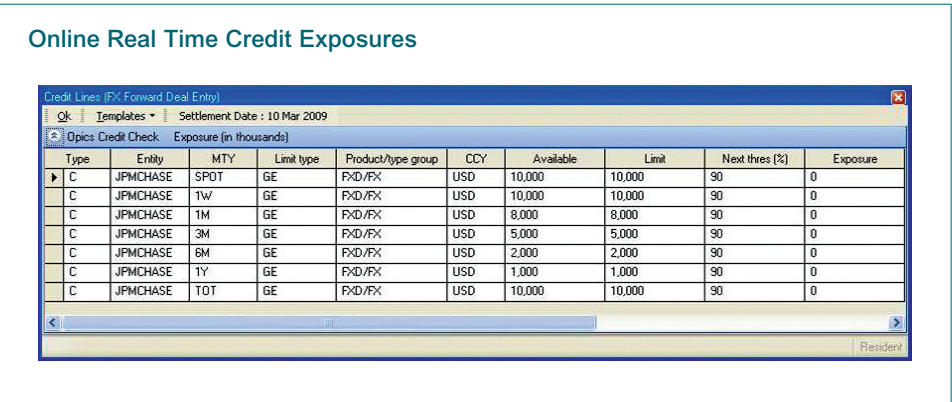 Online Real Time Credit Exposures
Credit Lines (FX Forward Deal Entry)
Ok Templates Settlement Date : 10 Mar 2009
Opics Credit Check Exposure (in thousands)
Type Entity MTY Limit type Product/type group CCY Available Limit Next thres (%) Exposure
C JPMCHASE SPOT GE FXD/FX USD 10,000 10,000 90 0
C JPMCHASE 1W GE FXD/FX USD 10,000 10,000 90 0
C JPMCHASE 1M GE FXD/FX USD 8,000 8,000 90 0
C JPMCHASE 3M GE FXD/FX USD 5,000 5,000 90 0
C JPMCHASE 6M GE FXD/FX USD 2,000 2,000 90 0
C JPMCHASE 1Y GE FXD/FX USD 1,000 1,000 90 0
C JPMCHASE TOT GE FXD/FX USD 10,000 10,000 90 0
Resident